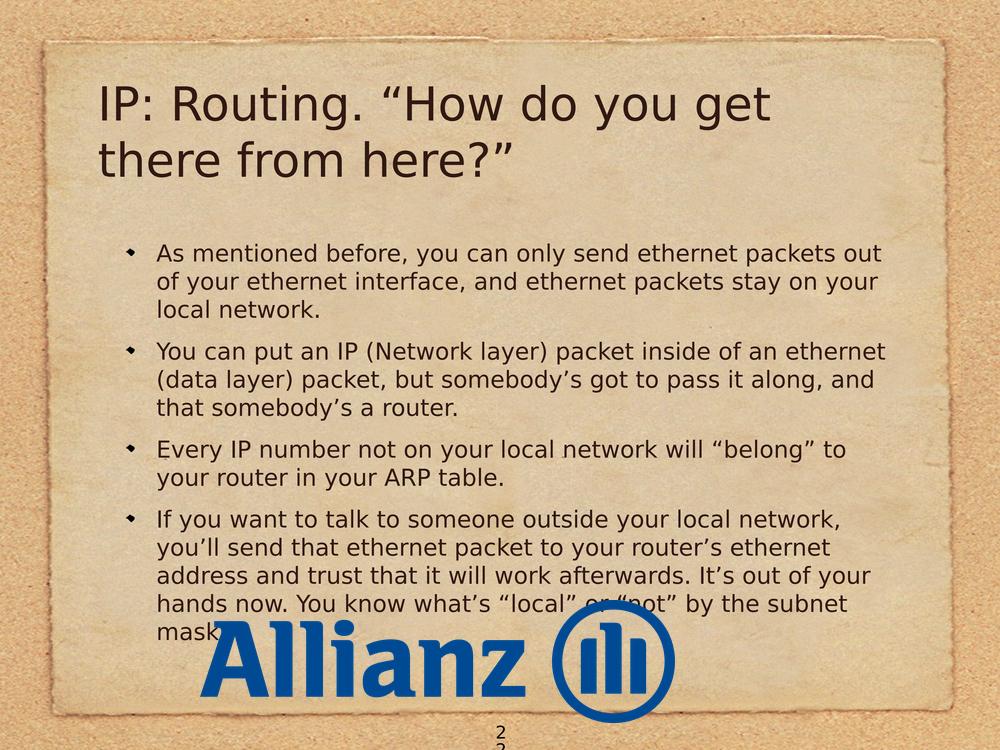 IP: Routing. “How do you get
there from here?”
As mentioned before, you can only send ethernet packets out
of your ethernet interface, and ethernet packets stay on your
local network.
You can put an IP (Network layer) packet inside of an ethernet
(data layer) packet, but somebody’s got to pass it along, and
that somebody’s a router.
Every IP number not on your local network will “belong” to
your router in your ARP table.
If you want to talk to someone outside your local network,
you’ll send that ethernet packet to your router’s ethernet
address and trust that it will work afterwards. It’s out of your
hands now. You know what’s “local” or “not” by the subnet
mask
Allianz
2
2